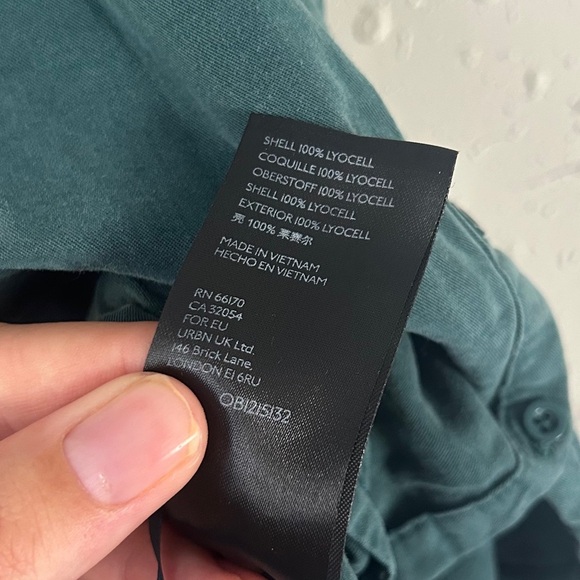 SHELL 100% LYOCELL
COQUILLE 100% LYOCELL
OBERSTOFF 100% LYOCELL
SHELL 100% LYOCELL
EXTERIOR 100% LYOCELL
亮 100% 莱赛尔
MADE IN VIETNAM
HECHO EN VIETNAM
RN 66170
CA 32054
FOR EU
URBN UK Ltd.
146 Brick Lane,
LONDON E1 6RU
OB1215132